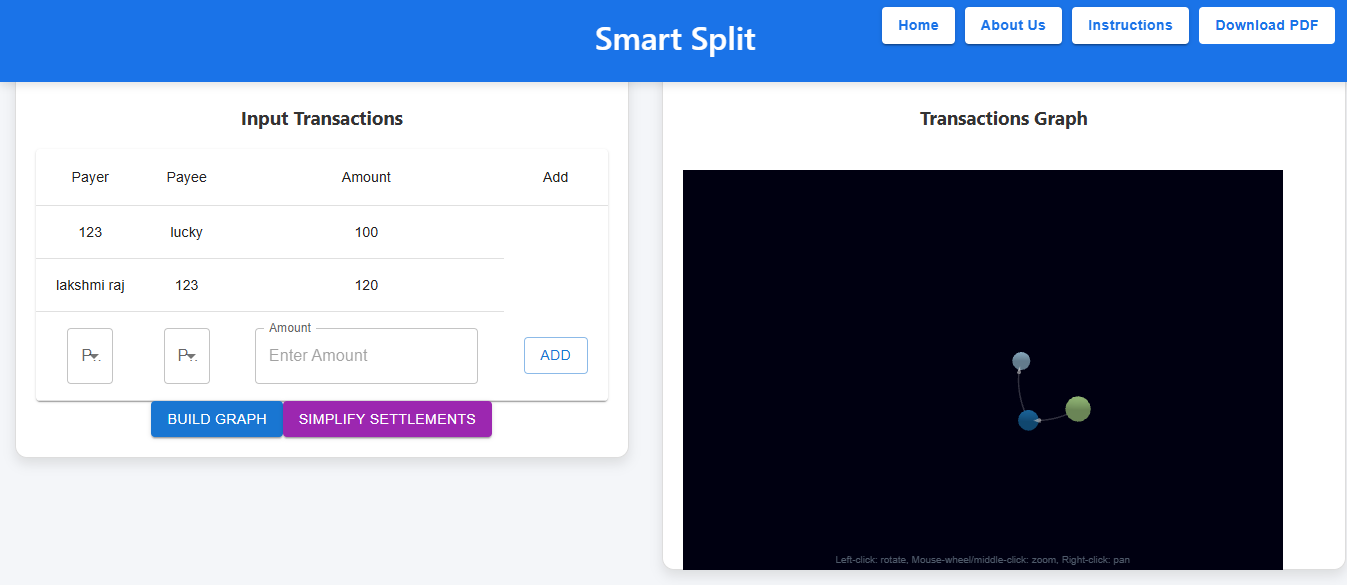 Smart Split
Home
About Us
Instructions
Download PDF
Input Transactions
Payer Payee Amount Add
123 lucky 100
lakshmi raj 123 120
P.. P.. Amount
Enter Amount
ADD
BUILD GRAPH
SIMPLIFY SETTLEMENTS
Transactions Graph
Left-click: rotate, Mouse-wheel/middle-click: zoom, Right-click: pan